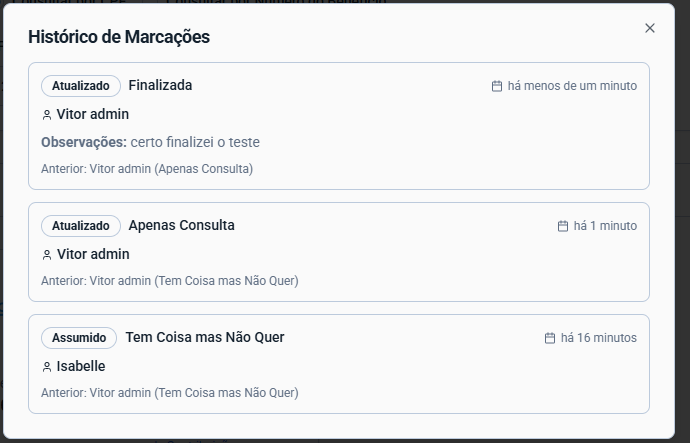 Histórico de Marcações
Atualizado Finalizada há menos de um minuto
Vitor admin
Observações: certo finalizei o teste
Anterior: Vitor admin (Apenas Consulta)
Atualizado Apenas Consulta há 1 minuto
Vitor admin
Anterior: Vitor admin (Tem Coisa mas Não Quer)
Assumido Tem Coisa mas Não Quer há 16 minutos
Isabelle
Anterior: Vitor admin (Tem Coisa mas Não Quer)